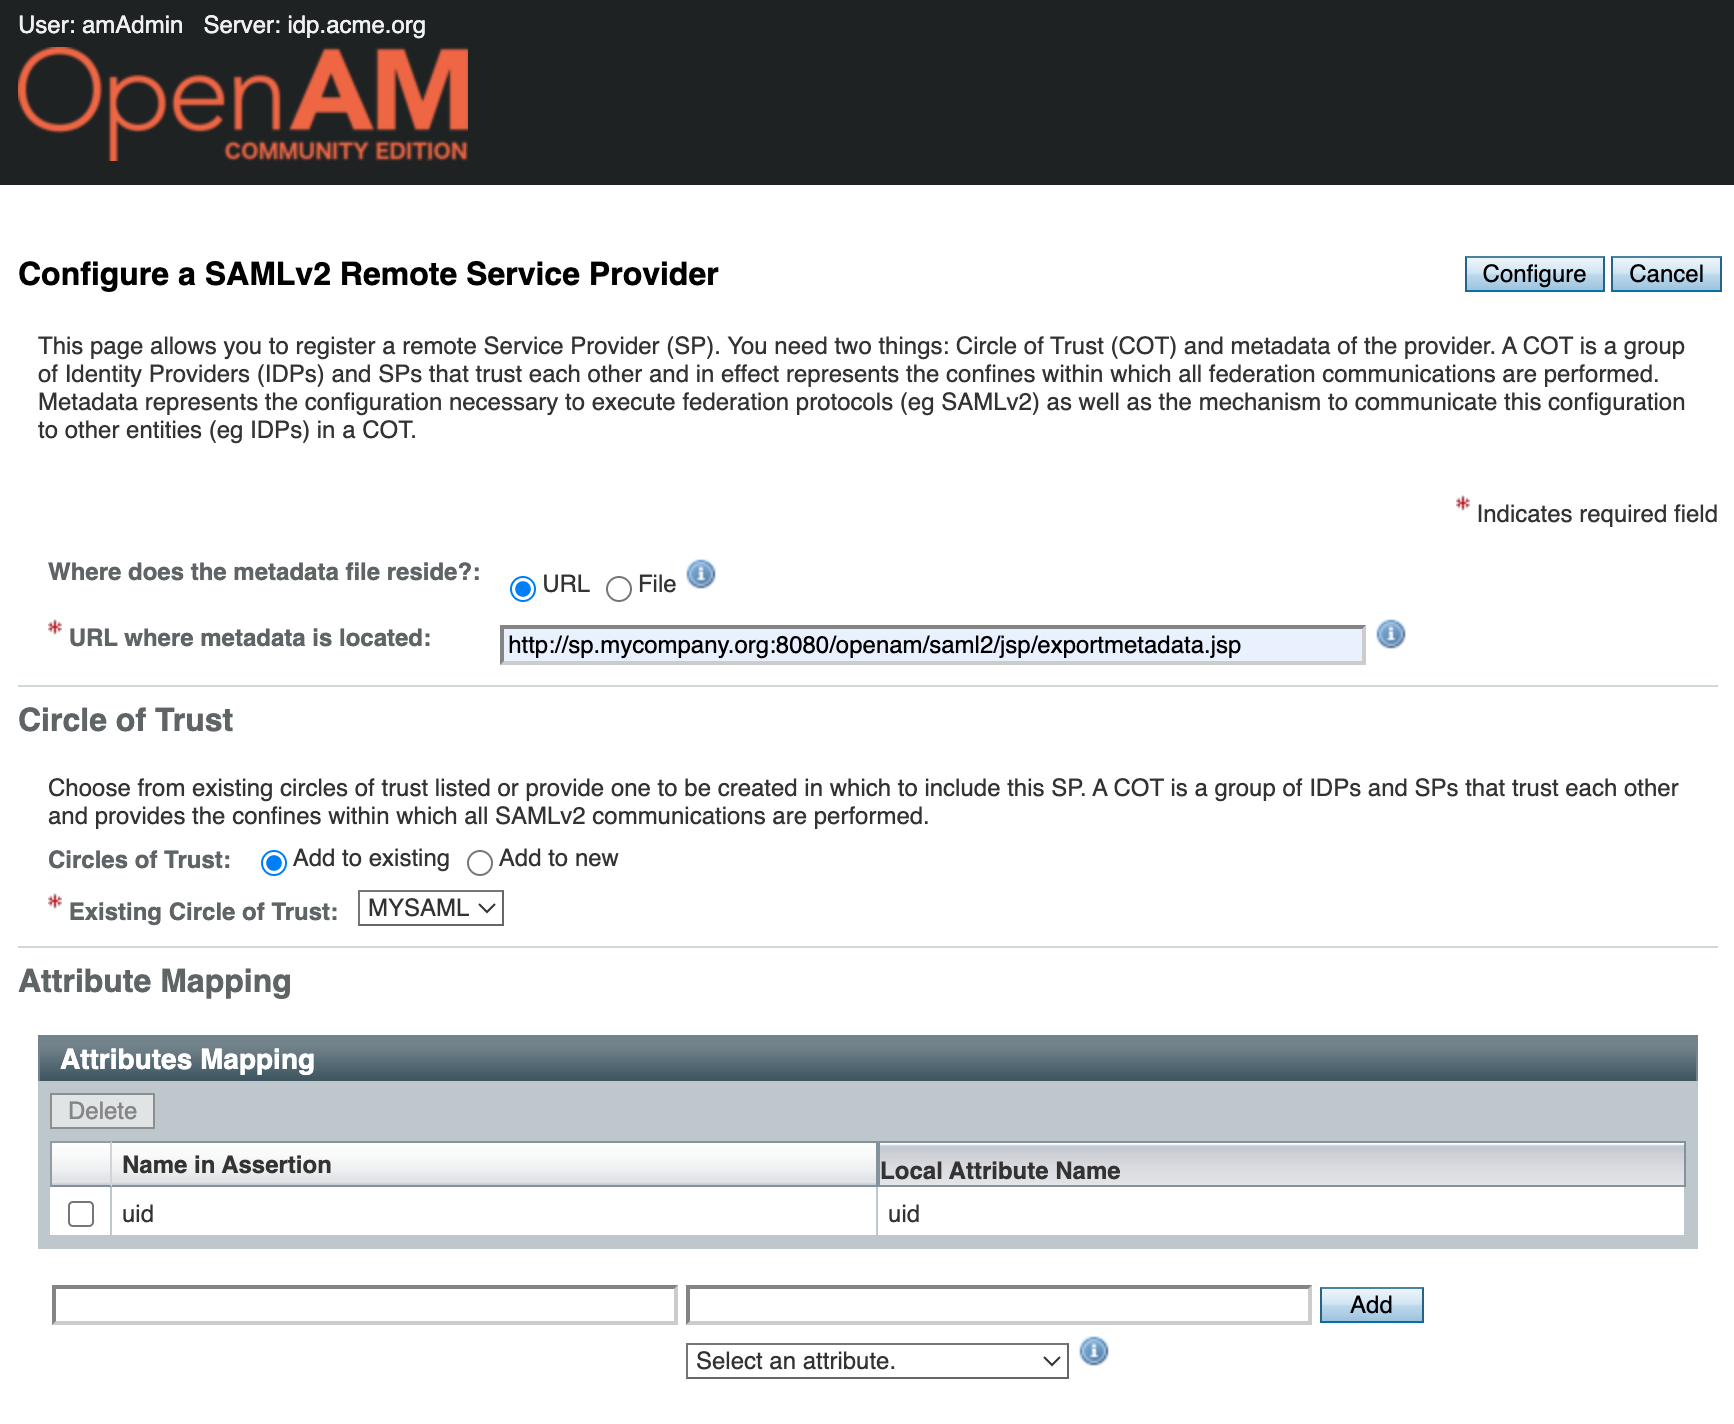 User: amAdmin   Server: idp.acme.org
OpenAM
COMMUNITY EDITION
Configure a SAMLv2 Remote Service Provider
Configure Cancel
This page allows you to register a remote Service Provider (SP). You need two things: Circle of Trust (COT) and metadata of the provider. A COT is a group
of Identity Providers (IDPs) and SPs that trust each other and in effect represents the confines within which all federation communications are performed.
Metadata represents the configuration necessary to execute federation protocols (eg SAMLv2) as well as the mechanism to communicate this configuration
to other entities (eg IDPs) in a COT.
* Indicates required field
Where does the metadata file reside?: URL File
* URL where metadata is located: http://sp.mycompany.org:8080/openam/saml2/jsp/exportmetadata.jsp
Circle of Trust
Choose from existing circles of trust listed or provide one to be created in which to include this SP. A COT is a group of IDPs and SPs that trust each other
and provides the confines within which all SAMLv2 communications are performed.
Circles of Trust: Add to existing Add to new
* Existing Circle of Trust: MYSAML
Attribute Mapping
Attributes Mapping
Delete
Name in Assertion Local Attribute Name
uid uid
Add
Select an attribute.